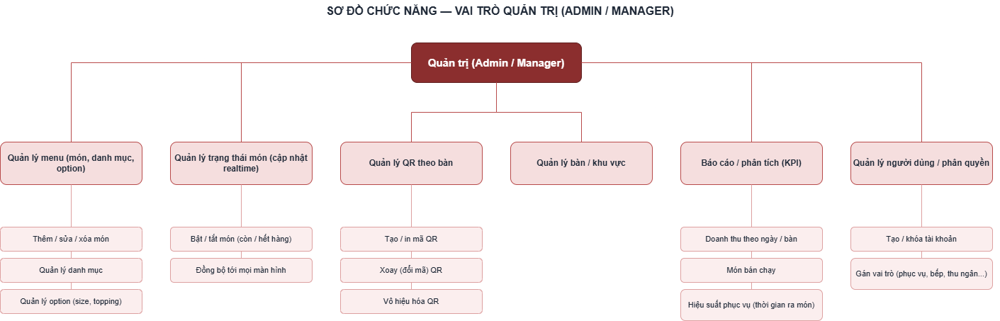 SƠ ĐỒ CHỨC NĂNG — VAI TRÒ QUẢN TRỊ (ADMIN / MANAGER)
Quản trị (Admin / Manager)
Quản lý menu (món, danh mục,
option)
Quản lý trạng thái món (cập nhật
realtime)
Quản lý QR theo bàn
Quản lý bàn / khu vực
Báo cáo / phân tích (KPI)
Quản lý người dùng / phân quyền
Thêm / sửa / xóa món
Quản lý danh mục
Quản lý option (size, topping)
Bật / tắt món (còn / hết hàng)
Đồng bộ tới mọi màn hình
Tạo / in mã QR
Xoay (đổi mã) QR
Vô hiệu hóa QR
Doanh thu theo ngày / bàn
Món bán chạy
Hiệu suất phục vụ (thời gian ra món)
Tạo / khóa tài khoản
Gán vai trò (phục vụ, bếp, thu ngân...)